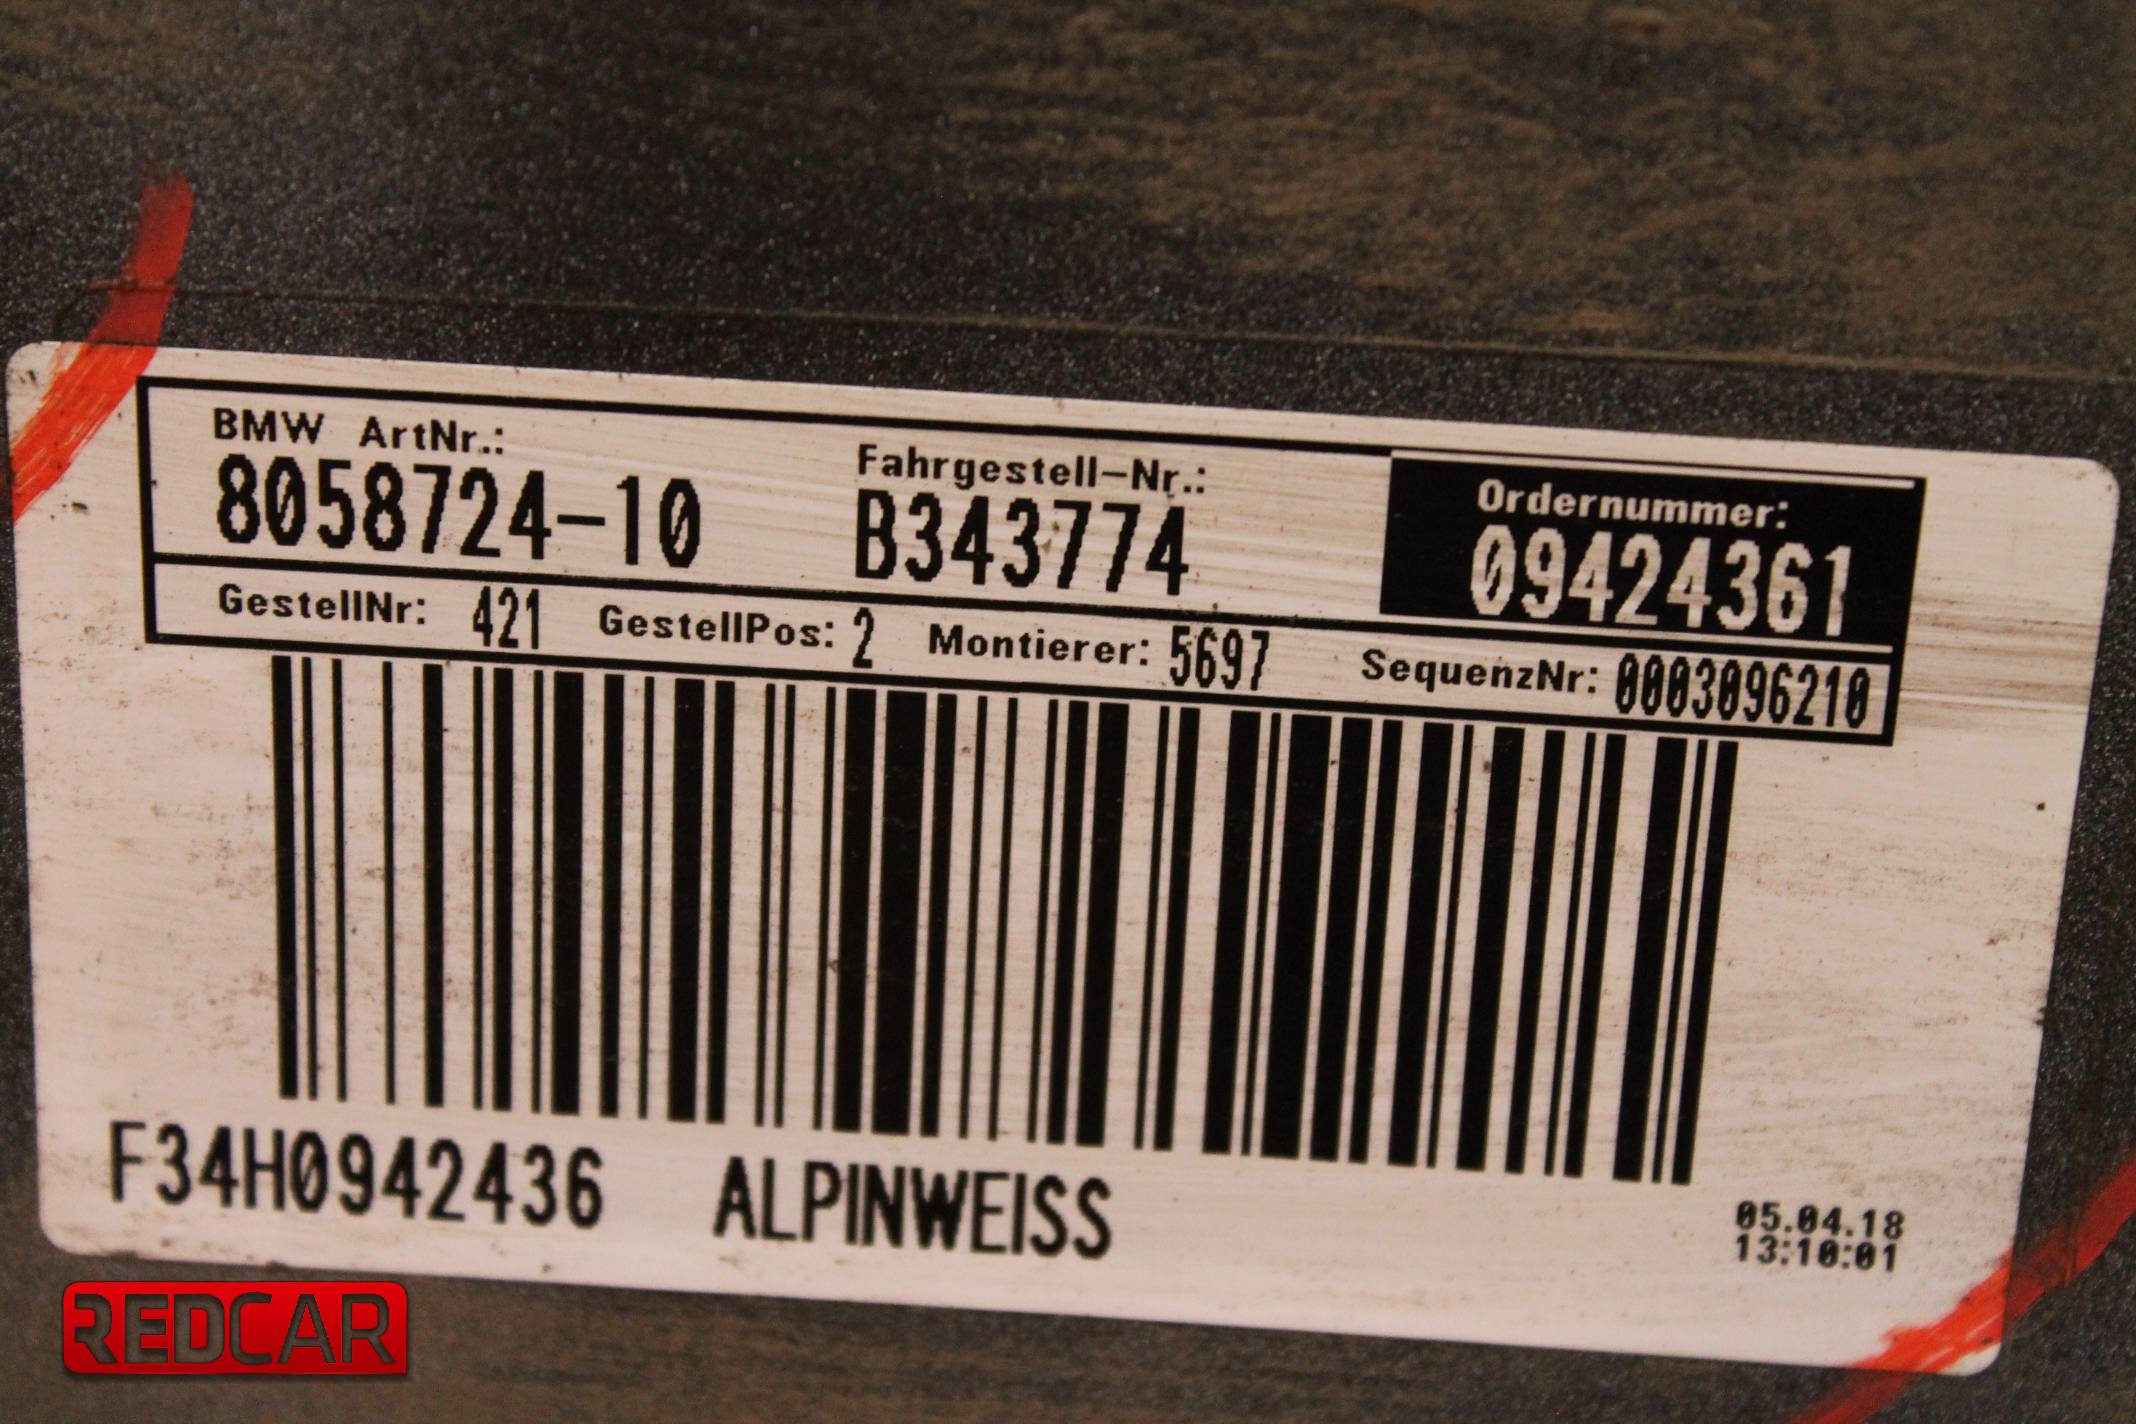 BMW ArtNr.: Fahrgestell-Nr.: Ordernummer:
8058724-10 B343774 09424361
GestellNr: 421 GestellPos: 2 Montierer: 5697 SequenzNr: 0003096210
F34H0942436 ALPINWEISS
05.04.18
13:10:01
REDCAR